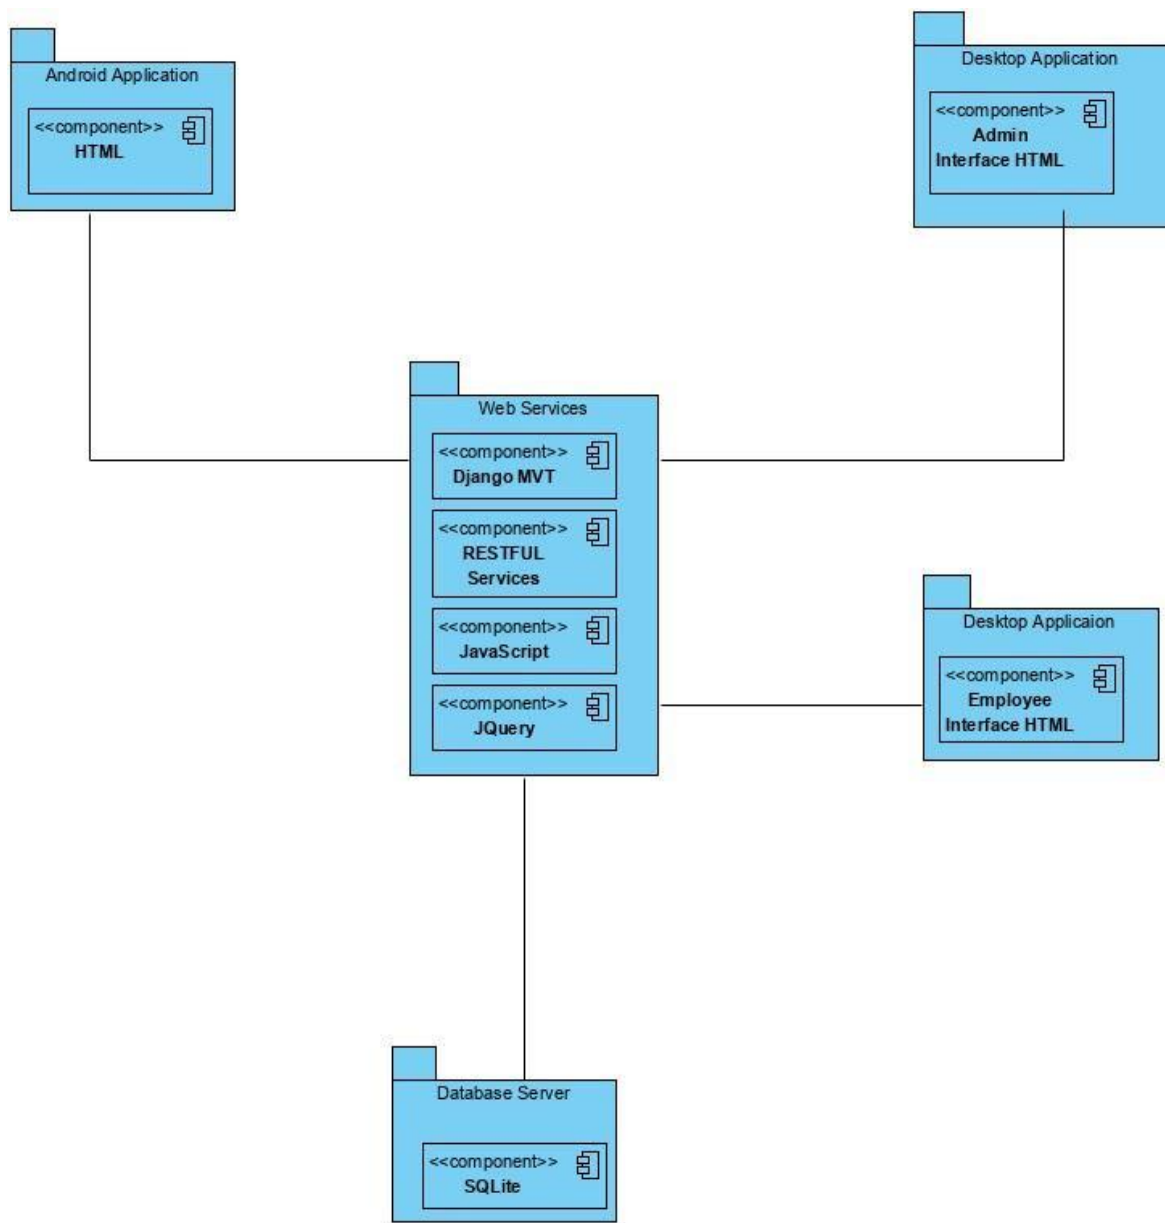 Android Application
<<component>>
HTML
Desktop Application
<<component>>
Admin
Interface HTML
Web Services
<<component>>
Django MVT
<<component>>
RESTFUL
Services
<<component>>
JavaScript
<<component>>
JQuery
Desktop Applicaion
<<component>>
Employee
Interface HTML
Database Server
<<component>>
SQLite